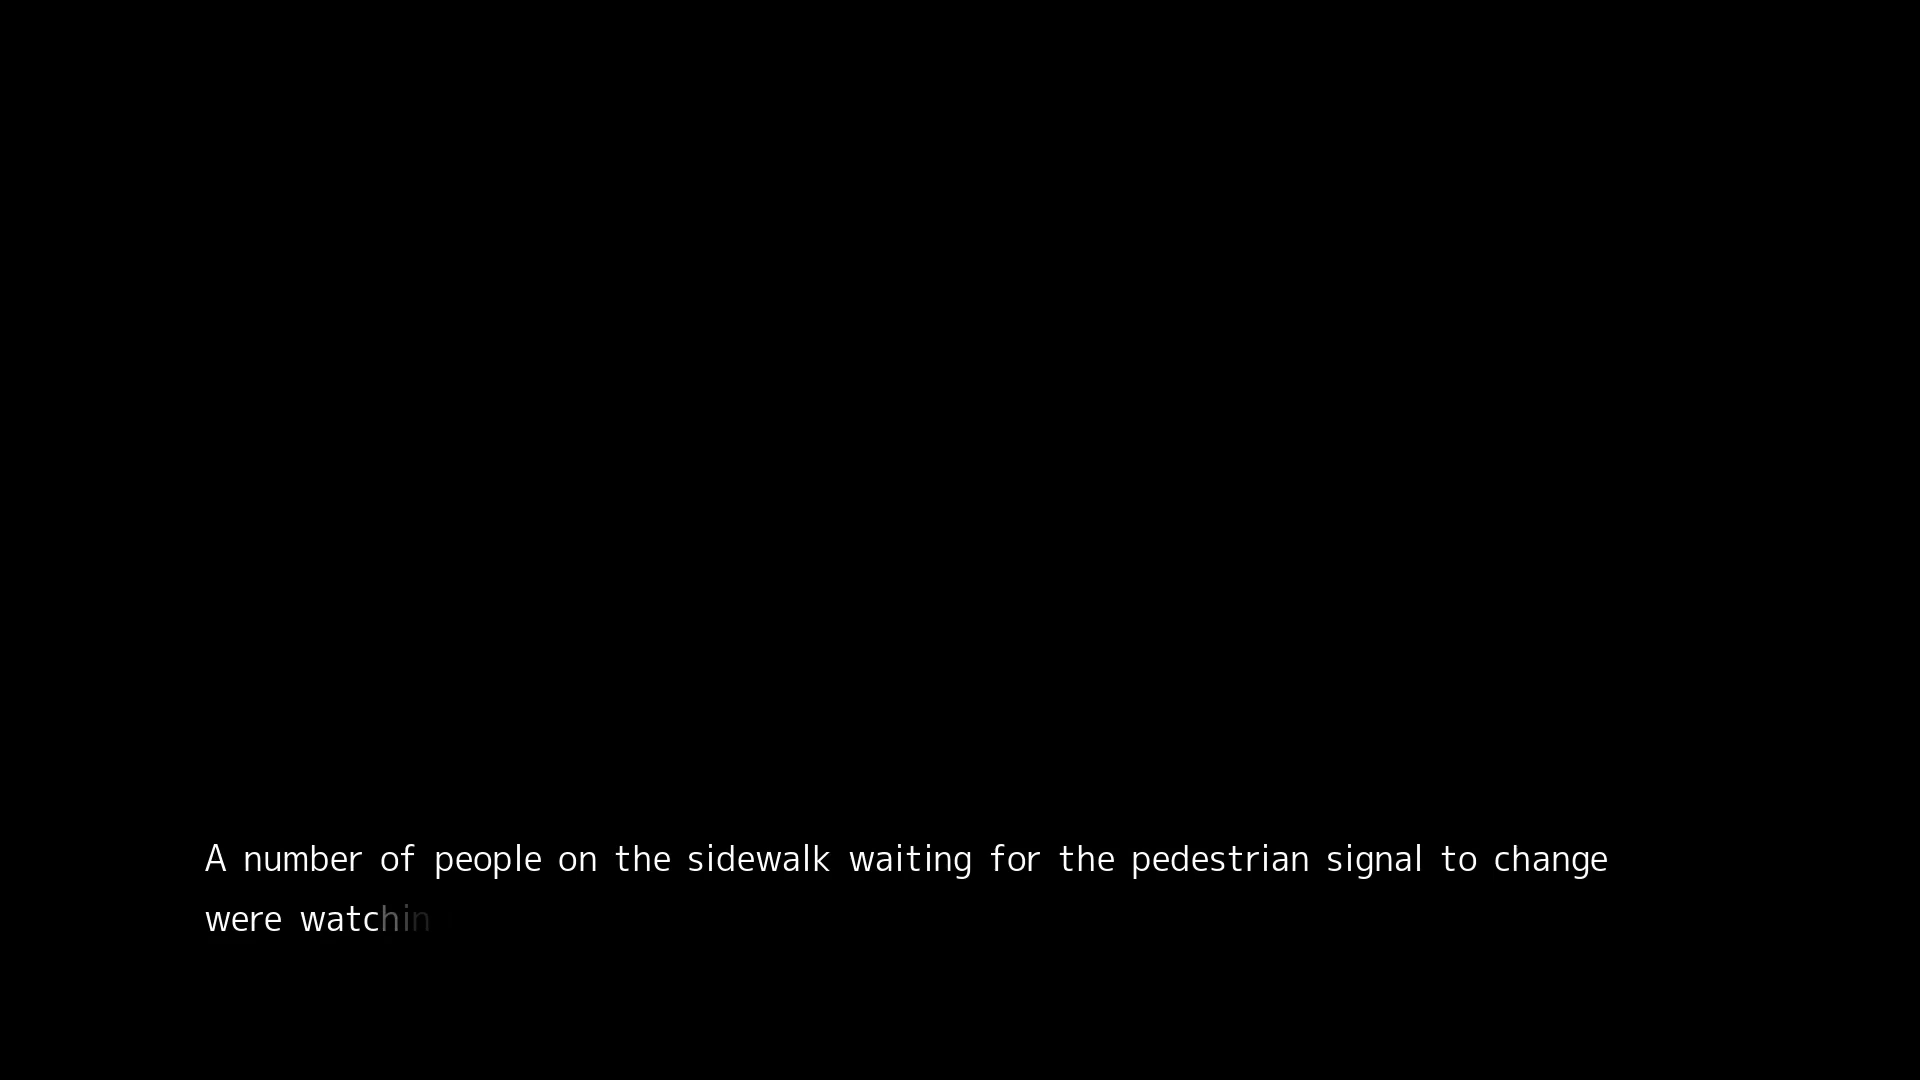 A number of people on the sidewalk waiting for the pedestrian signal to change
were watchin